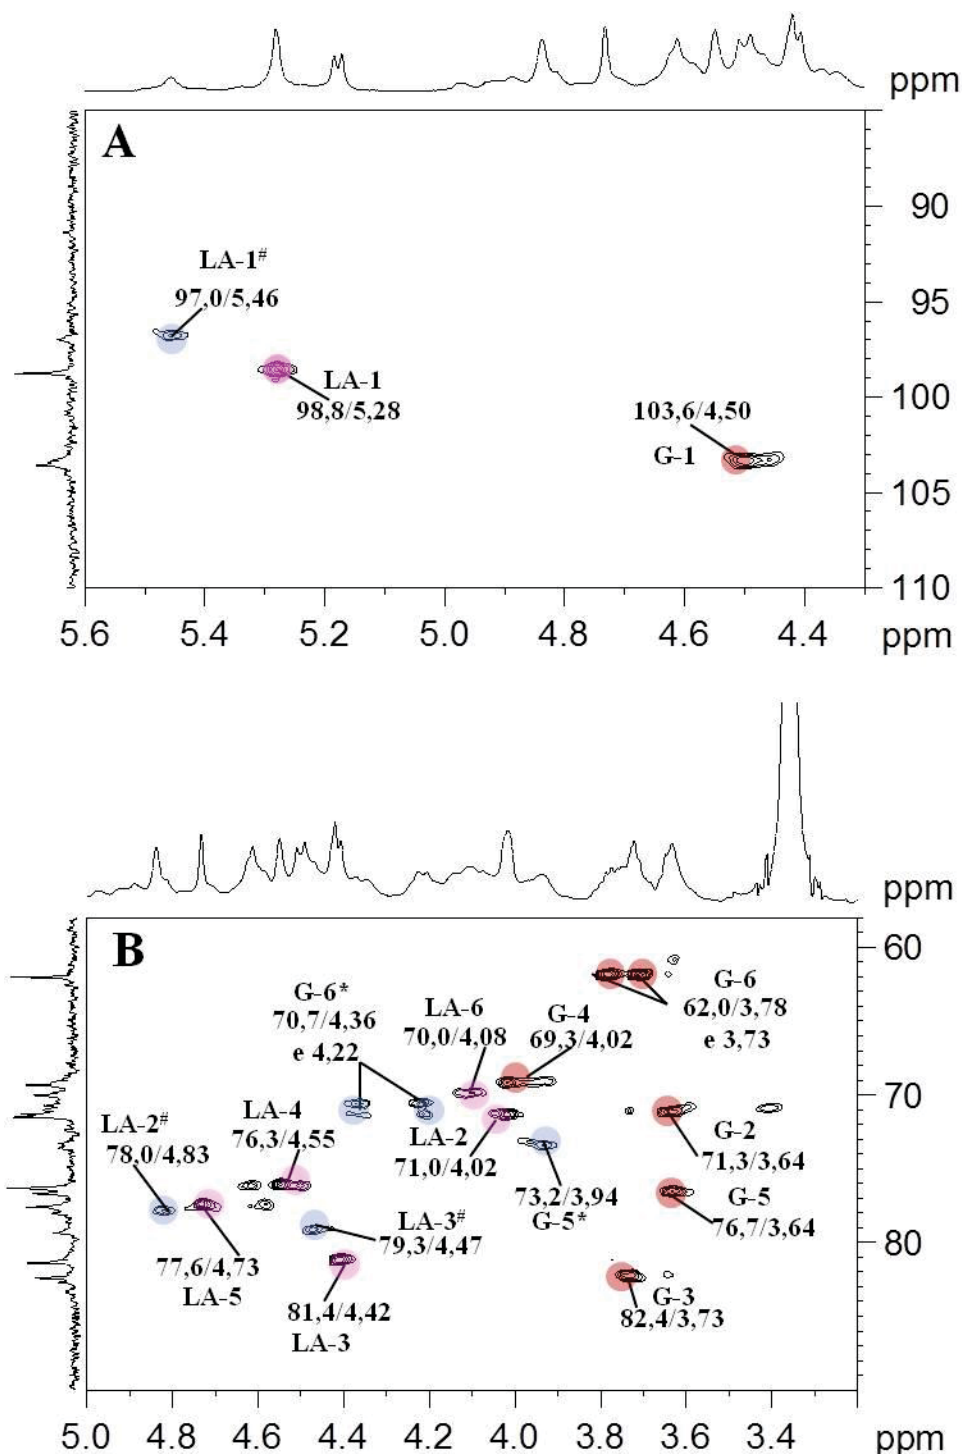 ppm
A
90
LA-1#
97,0/5,46
95
LA-1
98,8/5,28
100
103,6/4,50
G-1
105
110
5.6 5.4 5.2 5.0 4.8 4.6 4.4 ppm
ppm
B
60
G-6*
70,7/4,36
e 4,22
LA-6
70,0/4,08
G-4
69,3/4,02
G-6
62,0/3,78
e 3,73
70
LA-2#
78,0/4,83
LA-4
76,3/4,55
LA-2
71,0/4,02
G-2
71,3/3,64
73,2/3,94
G-5*
G-5
76,7/3,64
LA-3#
79,3/4,47
80
77,6/4,73
LA-5
81,4/4,42
LA-3
G-3
82,4/3,73
5.0 4.8 4.6 4.4 4.2 4.0 3.8 3.6 3.4 ppm